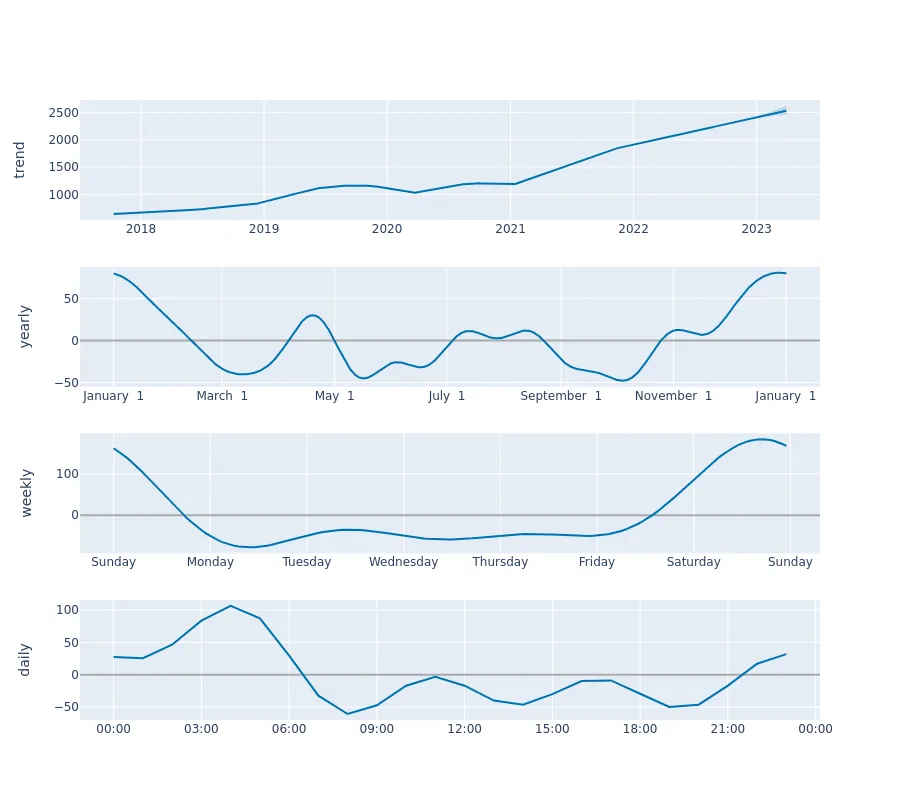 trend
2500
2000
1500
1000
2018 2019 2020 2021 2022 2023
yearly
50
0
−50
January 1 March 1 May 1 July 1 September 1 November 1 January 1
weekly
100
0
Sunday Monday Tuesday Wednesday Thursday Friday Saturday Sunday
daily
100
50
0
−50
00:00 03:00 06:00 09:00 12:00 15:00 18:00 21:00 00:00